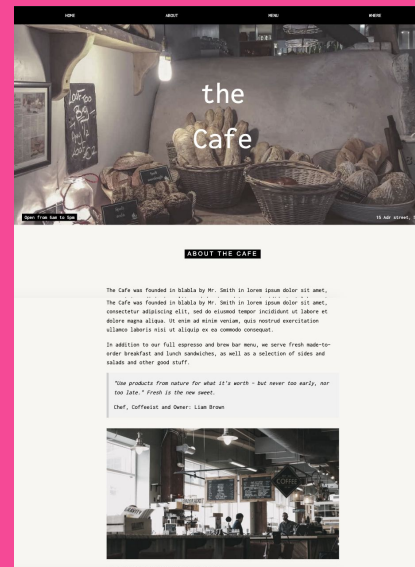 HOME ABOUT MENU WHERE
the
Cafe
Open from 6am to 5pm
15 Adr street,
ABOUT THE CAFE
The Cafe was founded in blabla by Mr. Smith in lorem ipsum dolor sit amet,
The Cafe was founded in blabla by Mr. Smith in lorem ipsum dolor sit amet,
consectetur adipiscing elit, sed do eiusmod tempor incididunt ut labore et
dolore magna aliqua. Ut enim ad minim veniam, quis nostrud exercitation
ullamco laboris nisi ut aliquip ex ea commodo consequat.
In addition to our full espresso and brew bar menu, we serve fresh made-to-
order breakfast and lunch sandwiches, as well as a selection of sides and
salads and other good stuff.
"Use products from nature for what it's worth - but never too early, nor
too late." Fresh is the new sweet.
Chef, Coffeeist and Owner: Liam Brown
COFFEE